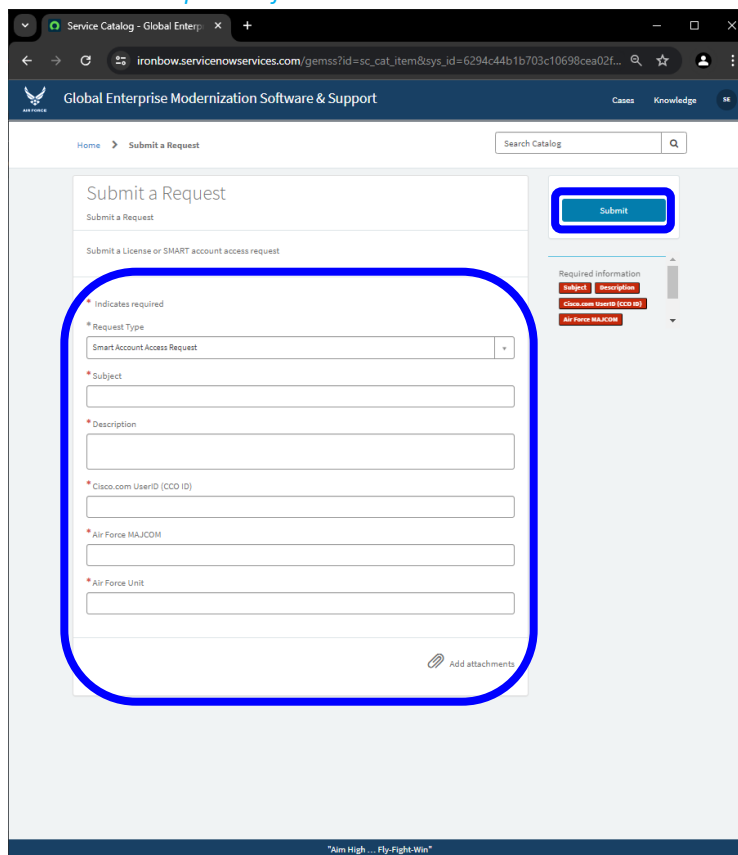 Service Catalog - Global Enterp
ironbow.servicenowservices.com/gemss?id=sc_cat_item&sys_id=6294c44b1b703c10698cea02f...
AIR FORCE
Global Enterprise Modernization Software & Support
Cases Knowledge SE
Home Submit a Request
Search Catalog
Submit a Request
Submit a Request
Submit a License or SMART account access request
Submit
Required information
Subject Description
Cisco.com UserID (CCO ID)
Air Force MAJCOM
* Indicates required
* Request Type
Smart Account Access Request
* Subject
* Description
* Cisco.com UserID (CCO ID)
* Air Force MAJCOM
* Air Force Unit
Add attachments
"Aim High ... Fly-Fight-Win"